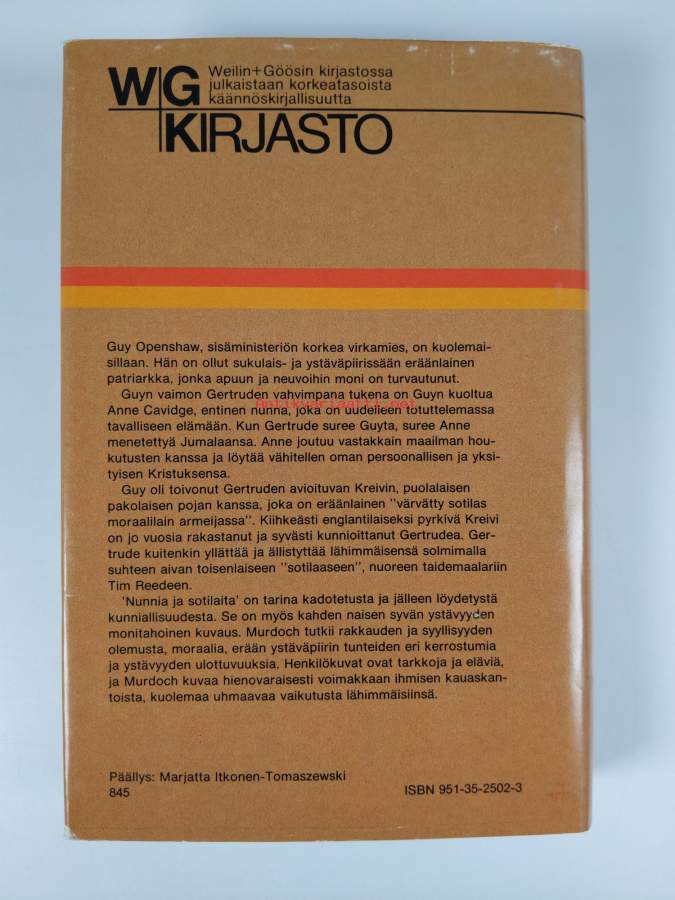 Weilin+Göösin kirjastossa
julkaistaan korkeatasoista
käännöskirjallisuutta
WG
KIRJASTO
Guy Openshaw, sisäministeriön korkea virkamies, on kuolemai-
sillaan. Hän on ollut sukulais- ja ystäväpiirissään eräänlainen
patriarkka, jonka apuun ja neuvoihin moni on turvautunut.
Guyn vaimon Gertruden vahvimpana tukena on Guyn kuoltua
Anne Cavidge, entinen nunna, joka on uudelleen totuttelemassa
tavalliseen elämään. Kun Gertrude suree Guyta, suree Anne
menetettyä Jumalaansa. Anne joutuu vastakkain maailman hou-
kutusten kanssa ja löytää vähitellen oman persoonallisen ja yksi-
tyisen Kristuksensa.
Guy oli toivonut Gertruden avioituvan Kreivin, puolalaisen
pakolaisen pojan kanssa, joka on eräänlainen "värvätty sotilas
moraalilain armeijassa". Kiihkeästi englantilaiseksi pyrkivä Kreivi
on jo vuosia rakastanut ja syvästi kunnioittanut Gertrudea. Ger-
trude kuitenkin yllättää ja ällistyttää lähimmäisensä solmimalla
suhteen aivan toisenlaiseen "sotilaaseen", nuoreen taidemaalariin
Tim Reedeen.
'Nunnia ja sotilaita' on tarina kadotetusta ja jälleen löydetystä
kunniallisuudesta. Se on myös kahden naisen syvän ystävyyden
monitahoinen kuvaus. Murdoch tutkii rakkauden ja syyllisyyden
olemusta, moraalia, erään ystäväpiirin tunteiden eri kerrostumia
ja ystävyyden ulottuvuuksia. Henkilökuvat ovat tarkkoja ja eläviä,
ja Murdoch kuvaa hienovaraisesti voimakkaan ihmisen kauaskan-
toista, kuolemaa uhmaavaa vaikutusta lähimmäisiinsä.
Antikvariaatti.net
Päällys: Marjatta Itkonen-Tomaszewski
845
ISBN 951-35-2502-3